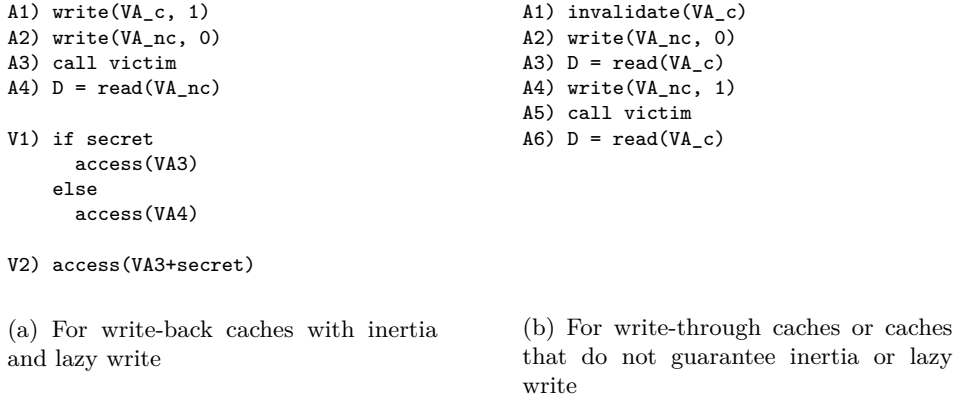 A1) write(VA_c, 1)
A2) write(VA_nc, 0)
A3) call victim
A4) D = read(VA_nc)
V1) if secret
access(VA3)
else
access(VA4)
V2) access(VA3+secret)
(a) For write-back caches with inertia
and lazy write
A1) invalidate(VA_c)
A2) write(VA_nc, 0)
A3) D = read(VA_c)
A4) write(VA_nc, 1)
A5) call victim
A6) D = read(VA_c)
(b) For write-through caches or caches
that do not guarantee inertia or lazy
write